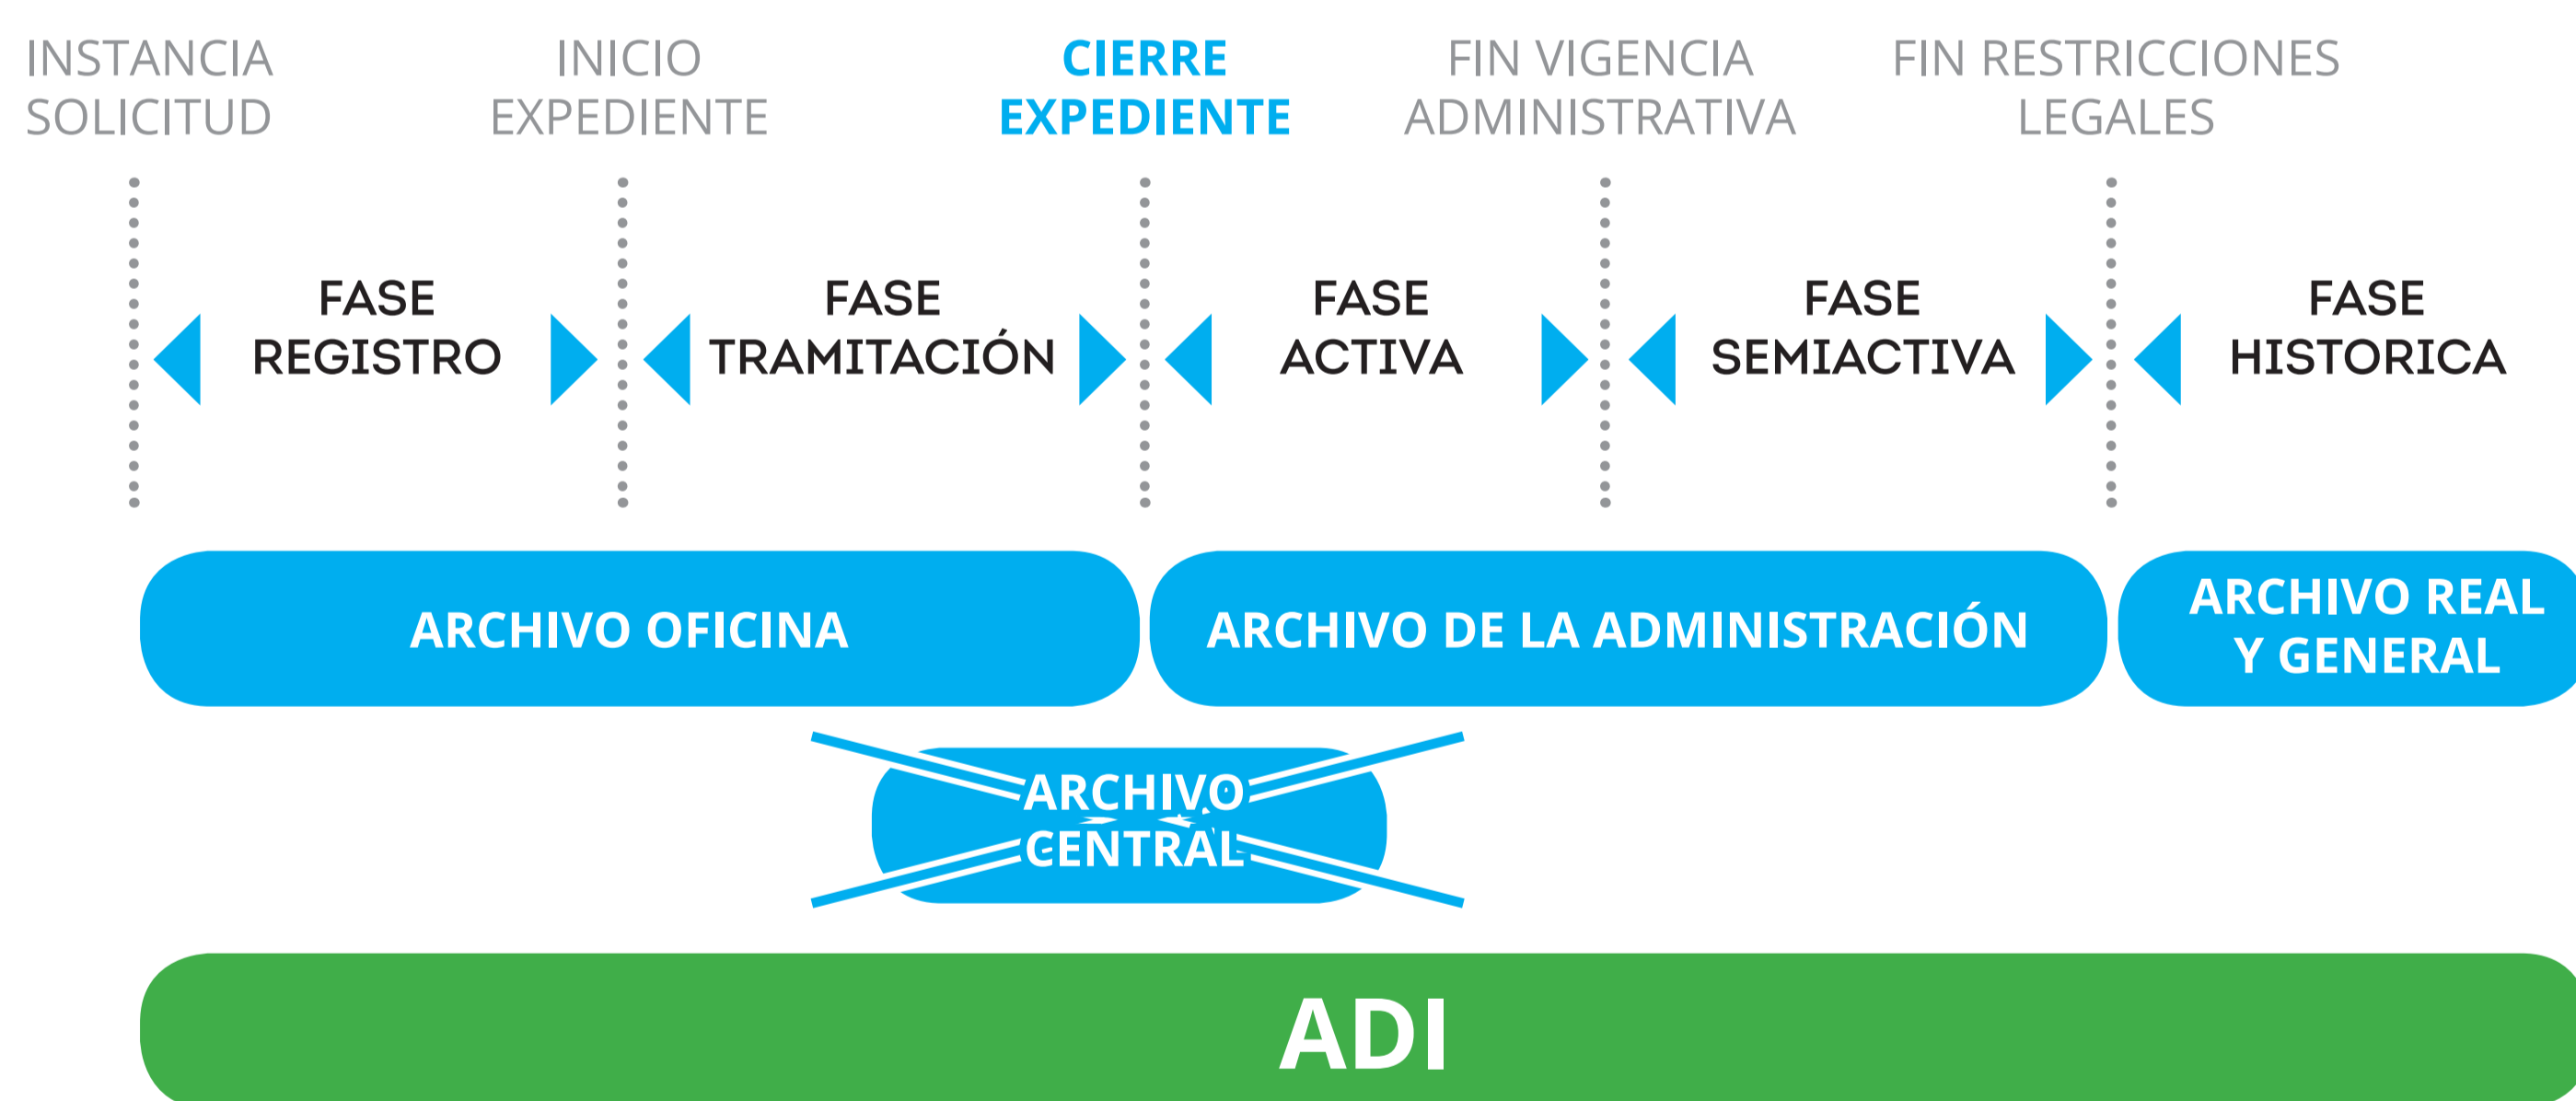 INSTANCIA
SOLICITUD
INICIO
EXPEDIENTE
CIERRE
EXPEDIENTE
FIN VIGENCIA
ADMINISTRATIVA
FIN RESTRICCIONES
LEGALES
FASE
REGISTRO
FASE
TRAMITACIÓN
FASE
ACTIVA
FASE
SEMIACTIVA
FASE
HISTORICA
ARCHIVO OFICINA
ARCHIVO DE LA ADMINISTRACIÓN
ARCHIVO REAL
Y GENERAL
ARCHIVO
CENTRAL
ADI